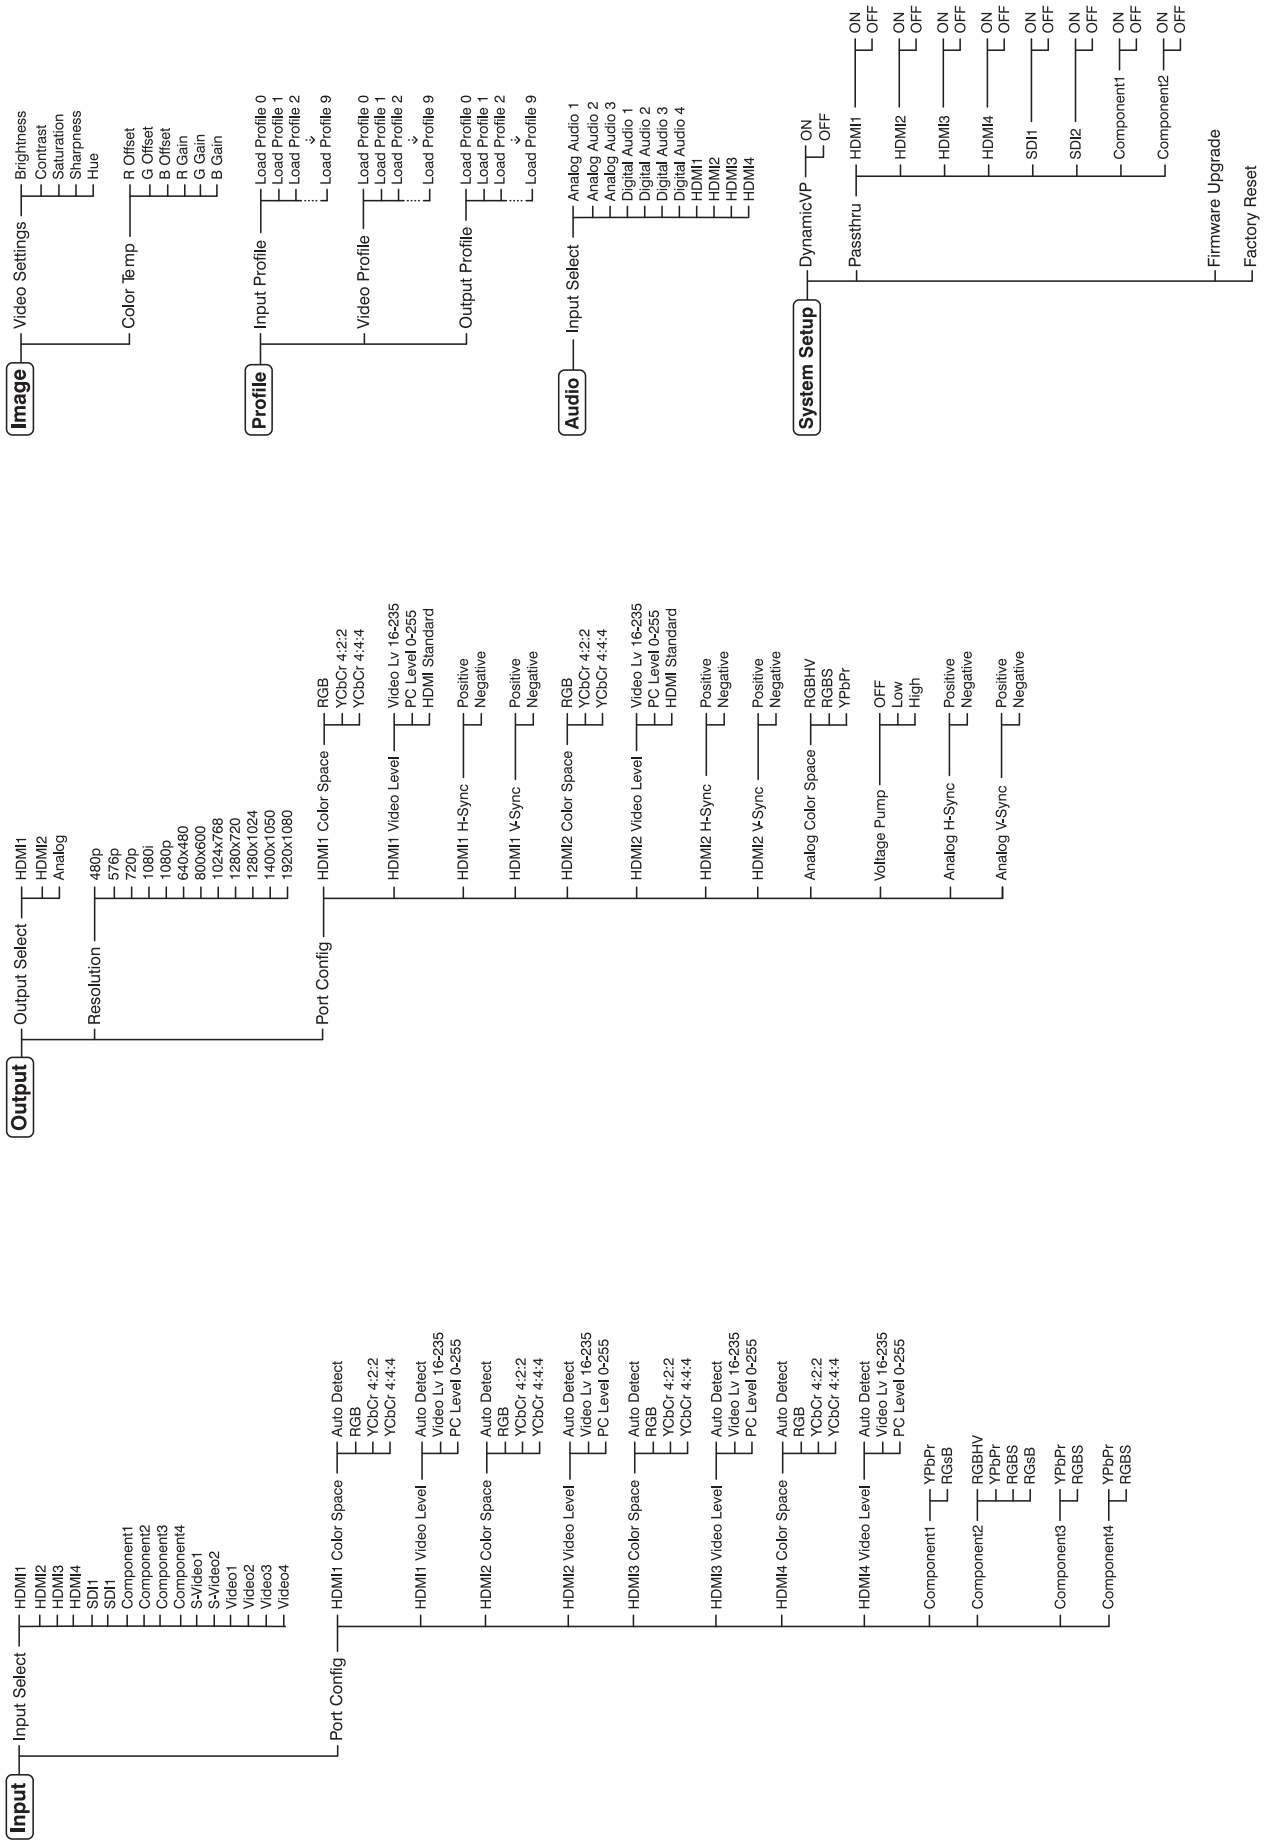 Input
Input Select
HDMI1
HDMI2
HDMI3
HDMI4
SDI1
SDI1
Component1
Component2
Component3
Component4
S-Video1
S-Video2
Video1
Video2
Video3
Video4
Port Config
HDMI1 Color Space
Auto Detect
RGB
YCbCr 4:2:2
YCbCr 4:4:4
HDMI1 Video Level
Auto Detect
Video Lv 16-235
PC Level 0-255
HDMI2 Color Space
Auto Detect
RGB
YCbCr 4:2:2
YCbCr 4:4:4
HDMI2 Video Level
Auto Detect
Video Lv 16-235
PC Level 0-255
HDMI3 Color Space
Auto Detect
RGB
YCbCr 4:2:2
YCbCr 4:4:4
HDMI3 Video Level
Auto Detect
Video Lv 16-235
PC Level 0-255
HDMI4 Color Space
Auto Detect
RGB
YCbCr 4:2:2
YCbCr 4:4:4
HDMI4 Video Level
Auto Detect
Video Lv 16-235
PC Level 0-255
Component1
YPbPr
RGsB
Component2
RGBHV
YPbPr
RGBS
RGsB
Component3
YPbPr
RGBS
Component4
YPbPr
RGBS
Output
Output Select
HDMI1
HDMI2
Analog
Resolution
480p
576p
720p
1080i
1080p
640x480
800x600
1024x768
1280x720
1280x1024
1400x1050
1920x1080
Port Config
HDMI1 Color Space
RGB
YCbCr 4:2:2
YCbCr 4:4:4
HDMI1 Video Level
Video Lv 16-235
PC Level 0-255
HDMI Standard
HDMI1 H-Sync
Positive
Negative
HDMI1 V-Sync
Positive
Negative
HDMI2 Color Space
RGB
YCbCr 4:2:2
YCbCr 4:4:4
HDMI2 Video Level
Video Lv 16-235
PC Level 0-255
HDMI Standard
HDMI2 H-Sync
Positive
Negative
HDMI2 V-Sync
Positive
Negative
Analog Color Space
RGBHV
RGBS
YPbPr
Voltage Pump
OFF
Low
High
Analog H-Sync
Positive
Negative
Analog V-Sync
Positive
Negative
Image
Video Settings
Brightness
Contrast
Saturation
Sharpness
Hue
Color Temp
R Offset
G Offset
B Offset
R Gain
G Gain
B Gain
Profile
Input Profile
Load Profile 0
Load Profile 1
Load Profile 2
Load Profile 9
Video Profile
Load Profile 0
Load Profile 1
Load Profile 2
Load Profile 9
Output Profile
Load Profile 0
Load Profile 1
Load Profile 2
Load Profile 9
Audio
Input Select
Analog Audio 1
Analog Audio 2
Analog Audio 3
Digital Audio 1
Digital Audio 2
Digital Audio 3
Digital Audio 4
HDMI1
HDMI2
HDMI3
HDMI4
System Setup
DynamicVP
ON
OFF
Passthru
HDMI1
ON
OFF
HDMI2
ON
OFF
HDMI3
ON
OFF
HDMI4
ON
OFF
SDI1
ON
OFF
SDI2
ON
OFF
Component1
ON
OFF
Component2
ON
OFF
Firmware Upgrade
Factory Reset